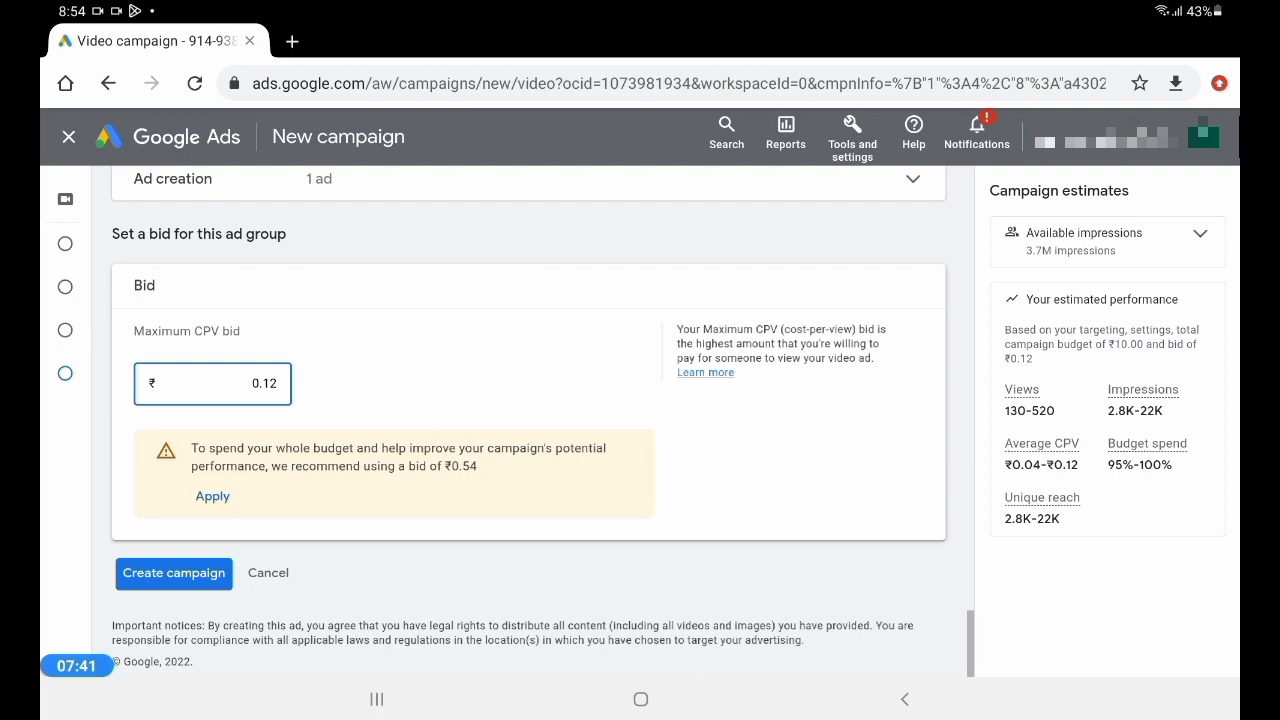 8:54
43%
Video campaign - 914-938
ads.google.com/aw/campaigns/new/video?ocid=1073981934&workspaceId=0&cmpnInfo=%7B"1"%3A4%2C"8"%3A"a4302
Google Ads
New campaign
Search
Reports
Tools and
settings
Help
Notifications
Ad creation
1 ad
Set a bid for this ad group
Bid
Maximum CPV bid
₹ 0.12
Your Maximum CPV (cost-per-view) bid is
the highest amount that you're willing to
pay for someone to view your video ad.
Learn more
To spend your whole budget and help improve your campaign's potential
performance, we recommend using a bid of ₹0.54
Apply
Create campaign
Cancel
Important notices: By creating this ad, you agree that you have legal rights to distribute all content (including all videos and images) you have provided. You are
responsible for compliance with all applicable laws and regulations in the location(s) in which you have chosen to target your advertising.
© Google, 2022.
07:41
Campaign estimates
Available impressions
3.7M impressions
Your estimated performance
Based on your targeting, settings, total
campaign budget of ₹10.00 and bid of
₹0.12
Views
Impressions
130-520
2.8K-22K
Average CPV
Budget spend
₹0.04-₹0.12
95%-100%
Unique reach
2.8K-22K